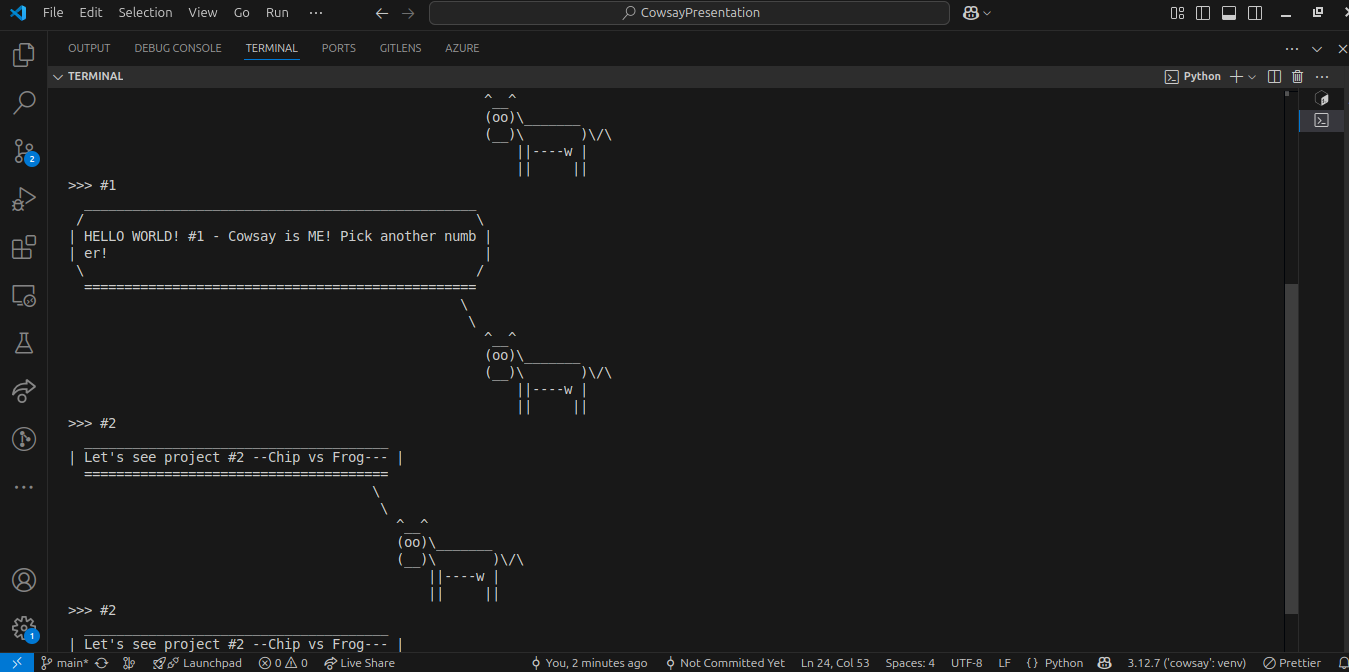 File Edit Selection View Go Run ··· CowsayPresentation
OUTPUT DEBUG CONSOLE TERMINAL PORTS GITLENS AZURE
TERMINAL Python
                                                    ^__^
                                                    (oo)\_______
                                                    (__)\       )\/\
                                                        ||----w |
                                                        ||     ||
>>> #1
  _________________________________________________
 /                                                 \
| HELLO WORLD! #1 - Cowsay is ME! Pick another numb |
| er!                                               |
 \                                                 /
  =================================================
                                                 \
                                                  \
                                                    ^__^
                                                    (oo)\_______
                                                    (__)\       )\/\
                                                        ||----w |
                                                        ||     ||
>>> #2
  ______________________________________
| Let's see project #2 --Chip vs Frog--- |
  ======================================
                                      \
                                       \
                                         ^__^
                                         (oo)\_______
                                         (__)\       )\/\
                                             ||----w |
                                             ||     ||
>>> #2
  ______________________________________
| Let's see project #2 --Chip vs Frog--- |
2
1
main* Launchpad 0 0 Live Share You, 2 minutes ago Not Committed Yet Ln 24, Col 53 Spaces: 4 UTF-8 LF {} Python 3.12.7 ('cowsay': venv) Prettier